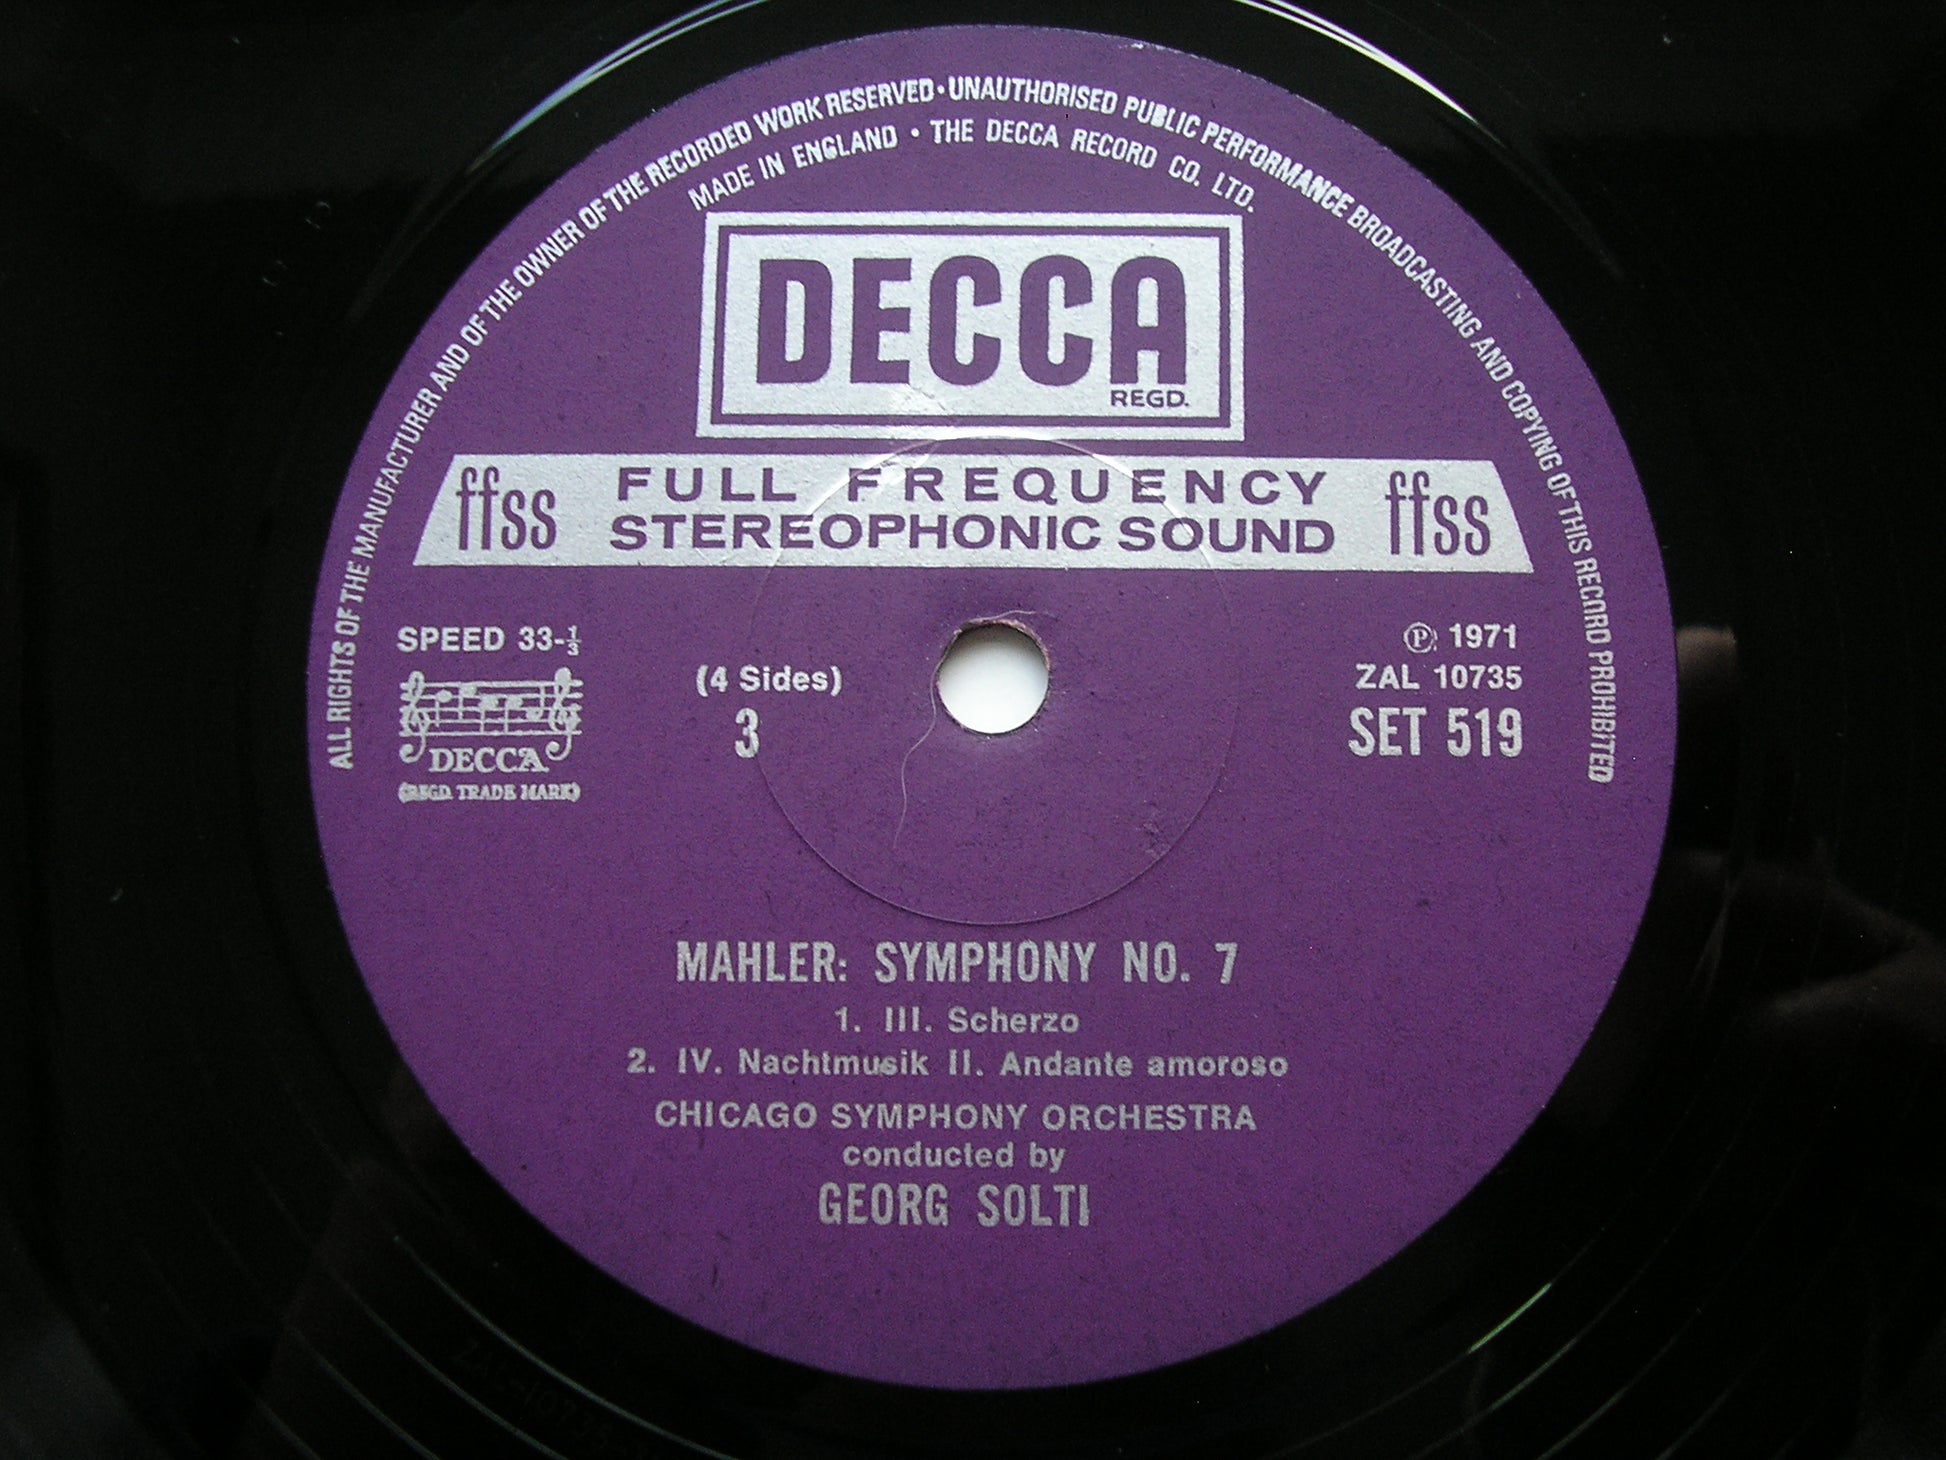 ALL RIGHTS OF THE MANUFACTURER AND OF THE OWNER OF THE RECORDED WORK RESERVED • UNAUTHORISED PUBLIC PERFORMANCE BROADCASTING AND COPYING OF THIS RECORD PROHIBITED
MADE IN ENGLAND • THE DECCA RECORD CO. LTD.
DECCA
REGD.
ffss
FULL FREQUENCY
STEREOPHONIC SOUND
ffss
SPEED 33-⅓
DECCA
(REGD. TRADE MARK)
(4 Sides)
3
℗ 1971
ZAL 10735
SET 519
MAHLER: SYMPHONY NO. 7
1. III. Scherzo
2. IV. Nachtmusik II. Andante amoroso
CHICAGO SYMPHONY ORCHESTRA
conducted by
GEORG SOLTI